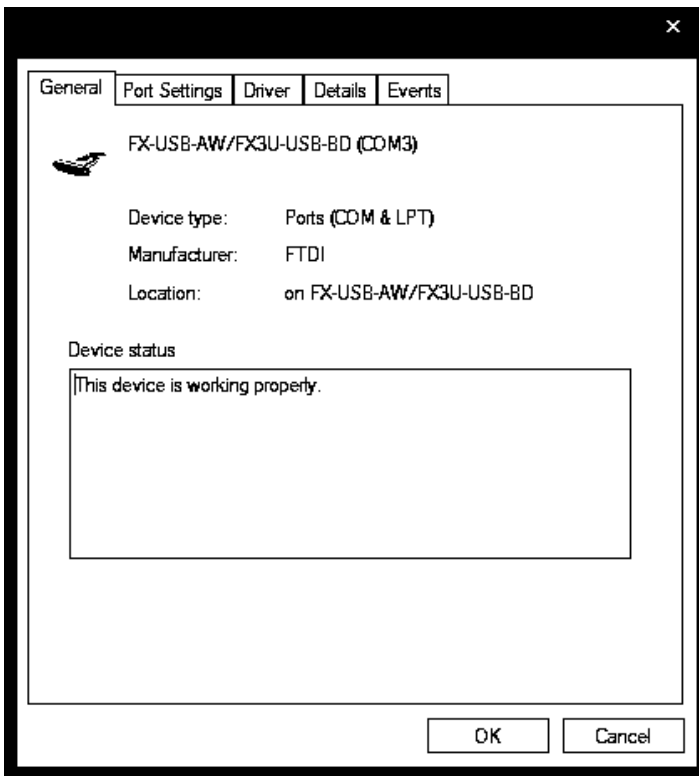 ×
General Port Settings Driver Details Events
FX-USB-AW/FX3U-USB-BD (COM3)
Device type: Ports (COM & LPT)
Manufacturer: FTDI
Location: on FX-USB-AW/FX3U-USB-BD
Device status
This device is working properly.
OK Cancel